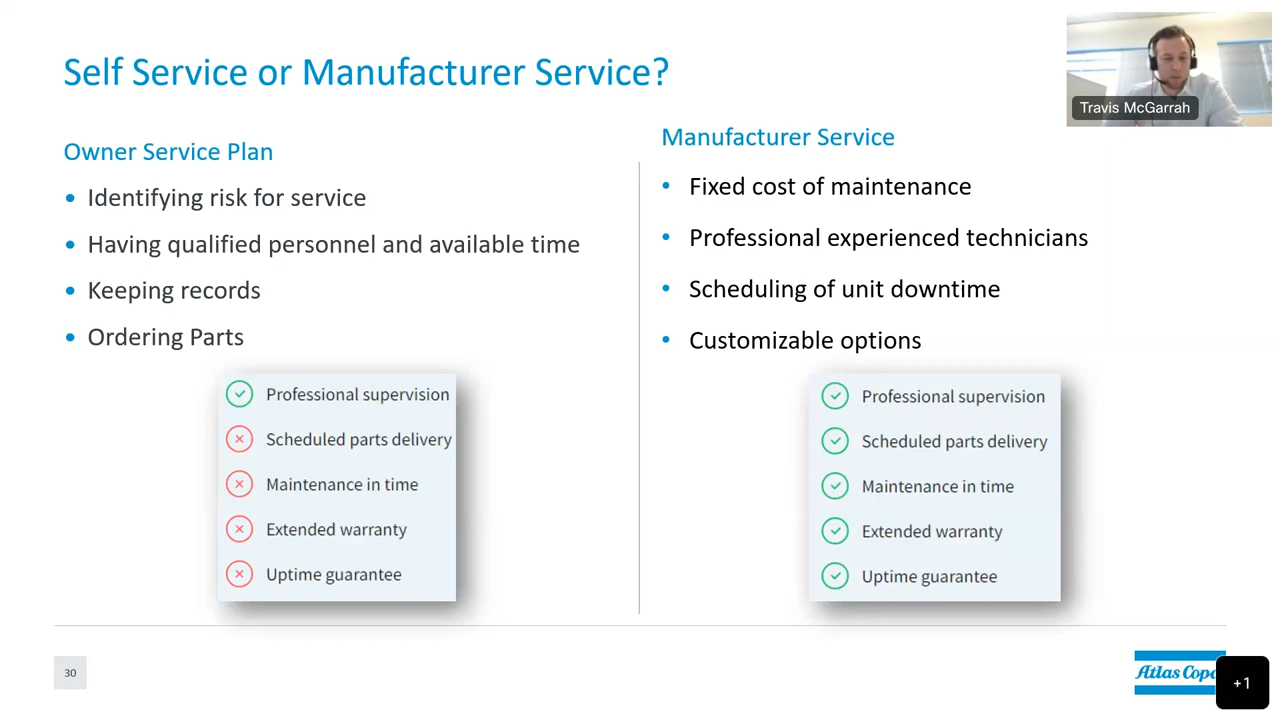 Self Service or Manufacturer Service?
Travis McGarrah
Owner Service Plan
Identifying risk for service
Having qualified personnel and available time
Keeping records
Ordering Parts
Professional supervision
Scheduled parts delivery
Maintenance in time
Extended warranty
Uptime guarantee
Manufacturer Service
Fixed cost of maintenance
Professional experienced technicians
Scheduling of unit downtime
Customizable options
Professional supervision
Scheduled parts delivery
Maintenance in time
Extended warranty
Uptime guarantee
30
Atlas Cop
+1